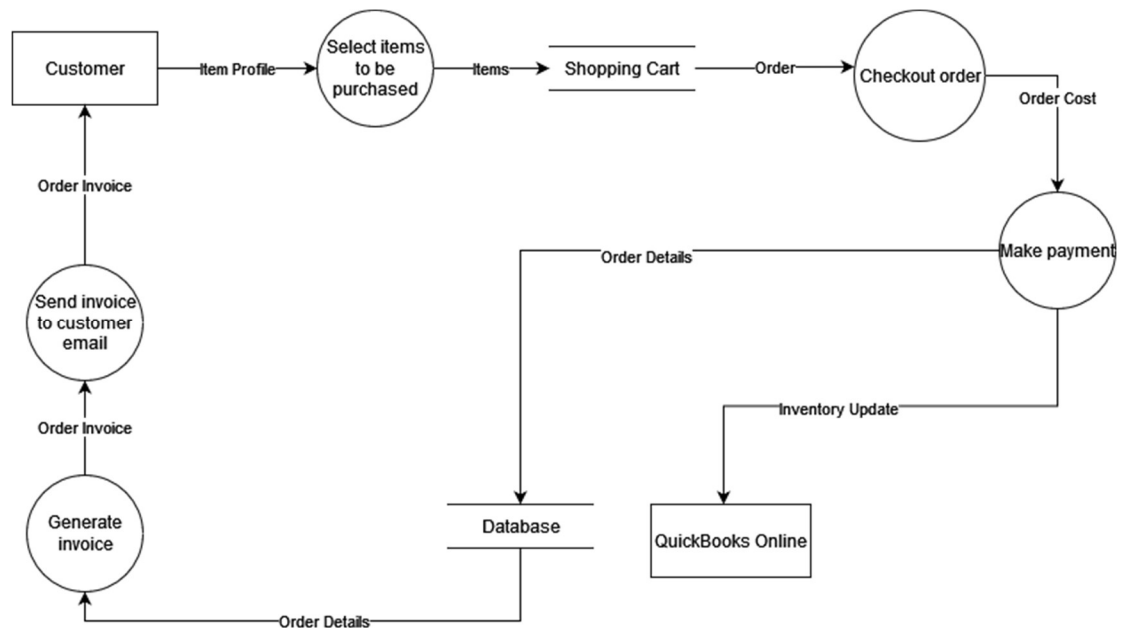 Customer
Item Profile
Select items
to be
purchased
Items
Shopping Cart
Order
Checkout order
Order Cost
Order Invoice
Make payment
Order Details
Send invoice
to customer
email
Inventory Update
Order Invoice
Generate
invoice
Database
QuickBooks Online
Order Details